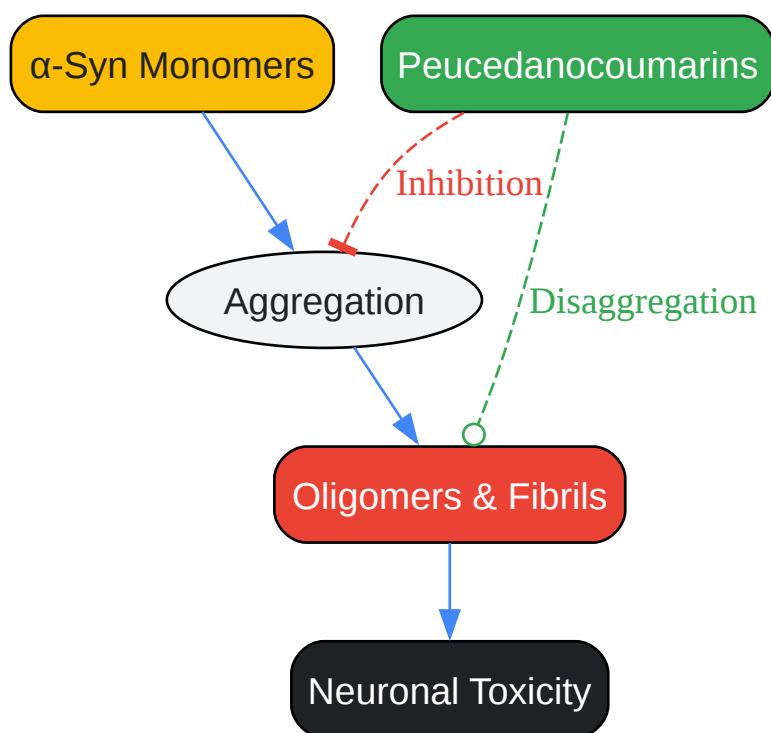 α-Syn Monomers
Peucedanocoumarins
Inhibition
Aggregation
Disaggregation
Oligomers & Fibrils
Neuronal Toxicity